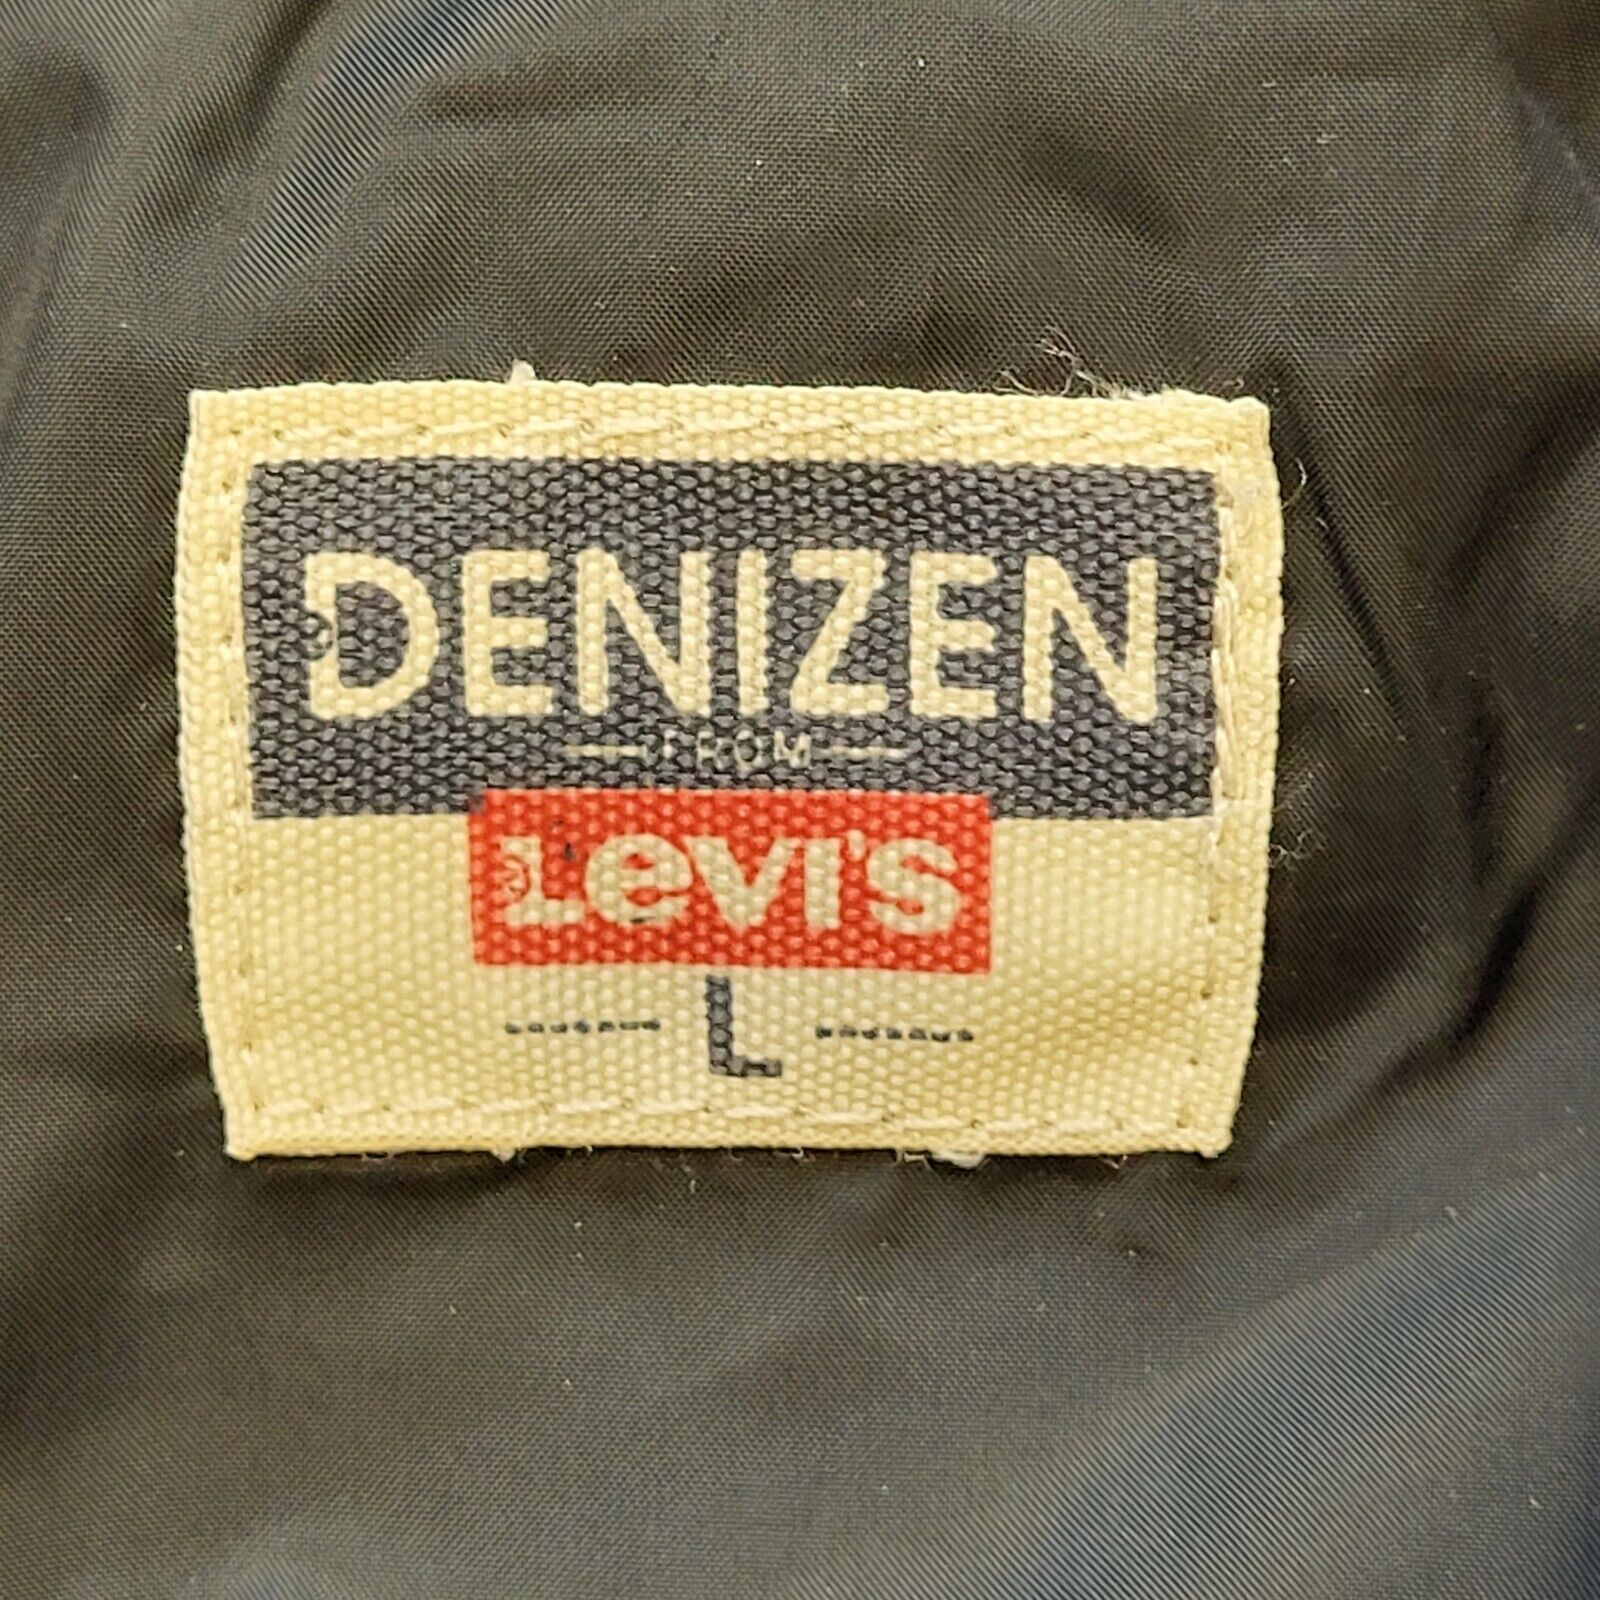 DENIZEN
FROM
Levi's
L